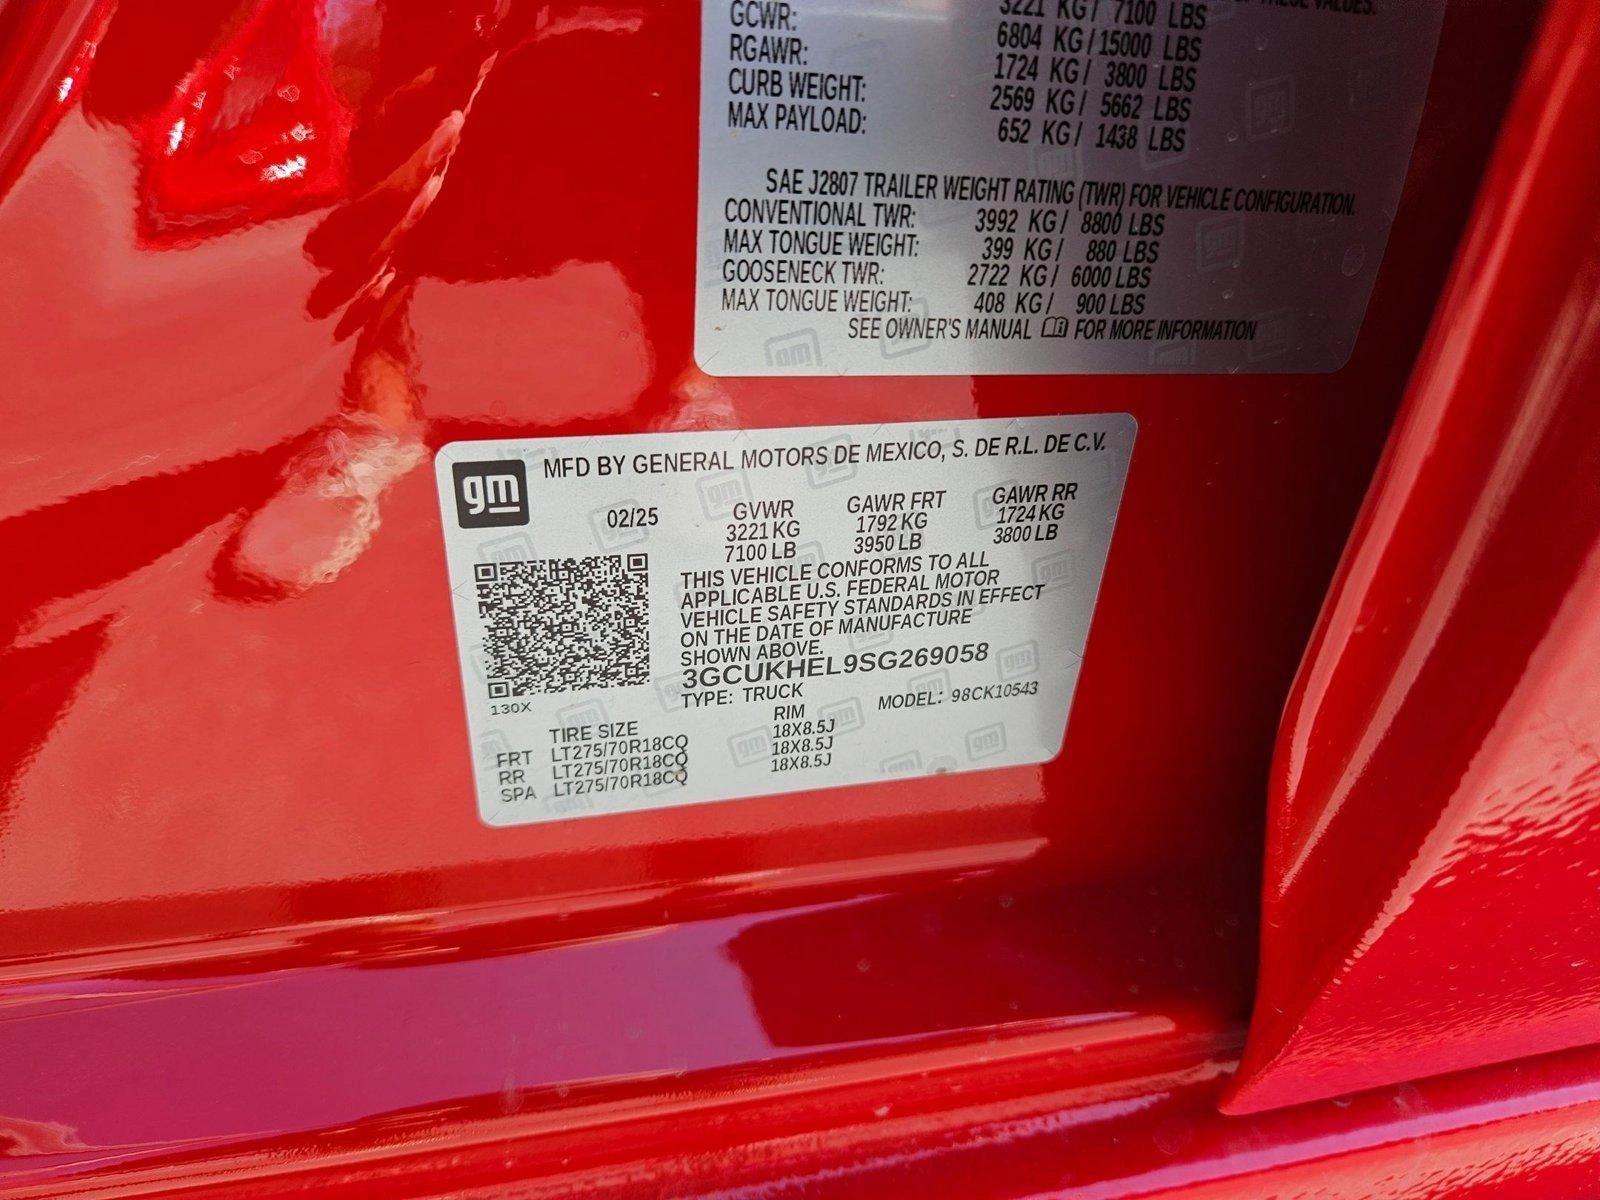 OF THESE VALUES.
3221 KG/ 7100 LBS
GCWR: 6804 KG/ 15000 LBS
RGAWR: 1724 KG/ 3800 LBS
CURB WEIGHT: 2569 KG/ 5662 LBS
MAX PAYLOAD: 652 KG/ 1438 LBS
SAE J2807 TRAILER WEIGHT RATING (TWR) FOR VEHICLE CONFIGURATION.
CONVENTIONAL TWR: 3992 KG/ 8800 LBS
MAX TONGUE WEIGHT: 399 KG/ 880 LBS
GOOSENECK TWR: 2722 KG/ 6000 LBS
MAX TONGUE WEIGHT: 408 KG/ 900 LBS
SEE OWNER'S MANUAL FOR MORE INFORMATION
gm
MFD BY GENERAL MOTORS DE MEXICO, S. DE R.L. DE C.V.
02/25 GVWR GAWR FRT GAWR RR
3221 KG 1792 KG 1724 KG
7100 LB 3950 LB 3800 LB
THIS VEHICLE CONFORMS TO ALL
APPLICABLE U.S. FEDERAL MOTOR
VEHICLE SAFETY STANDARDS IN EFFECT
ON THE DATE OF MANUFACTURE
SHOWN ABOVE.
3GCUKHEL9SG269058
TYPE: TRUCK MODEL: 98CK10543
130X
TIRE SIZE RIM
FRT LT275/70R18CQ 18X8.5J
RR LT275/70R18CQ 18X8.5J
SPA LT275/70R18CQ 18X8.5J